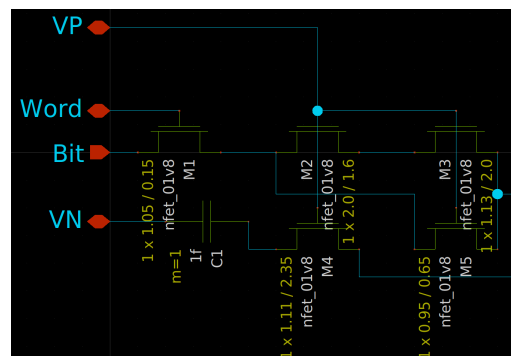 VP
Word
Bit
VN
M1
nfet_01v8
1 x 1.05 / 0.15
M2
nfet_01v8
1 x 2.0 / 1.6
M3
nfet_01v8
1 x 1.13 / 2.0
C1
1f
m=1
M4
nfet_01v8
1 x 1.11 / 2.35
M5
nfet_01v8
1 x 0.95 / 0.65